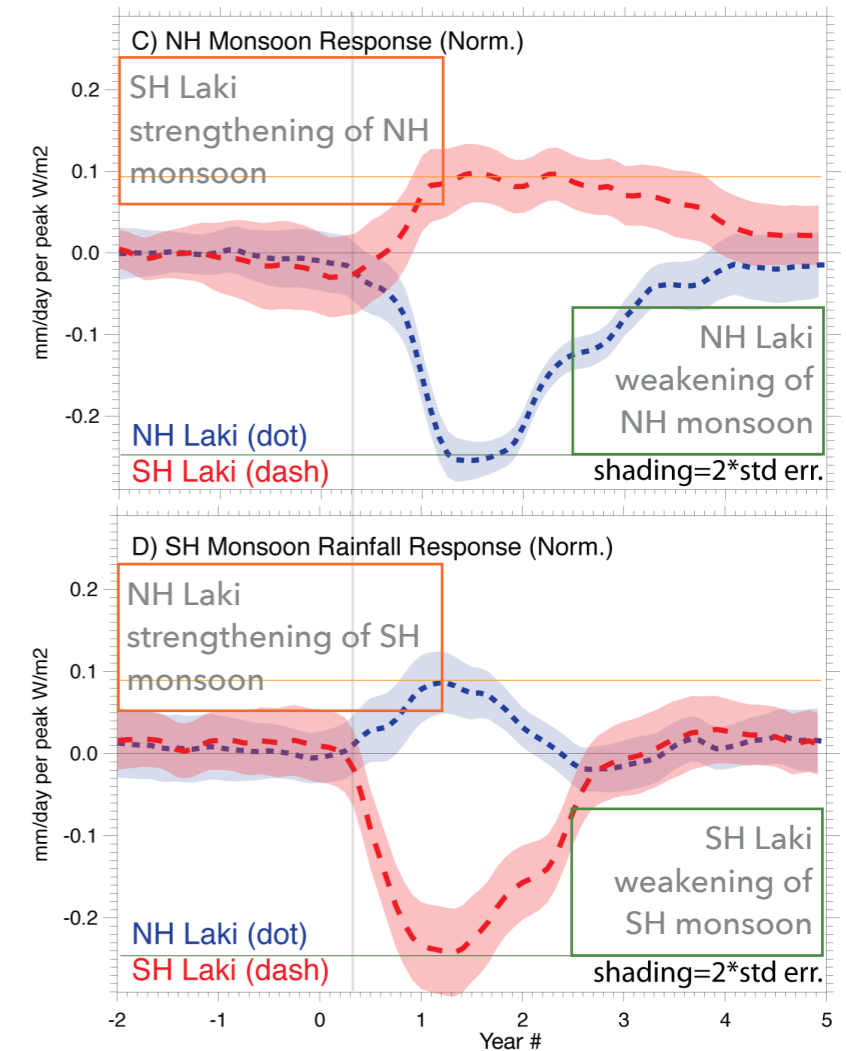 C) NH Monsoon Response (Norm.)
SH Laki
strengthening of NH
monsoon
0.2
0.1
0.0
-0.1
-0.2
mm/day per peak W/m2
NH Laki
weakening of
NH monsoon
NH Laki (dot)
SH Laki (dash)
shading=2*std err.
D) SH Monsoon Rainfall Response (Norm.)
NH Laki
strengthening of SH
monsoon
0.2
0.1
0.0
-0.1
-0.2
mm/day per peak W/m2
SH Laki
weakening of
SH monsoon
NH Laki (dot)
SH Laki (dash)
shading=2*std err.
-2 -1 0 1 2 3 4 5
Year #